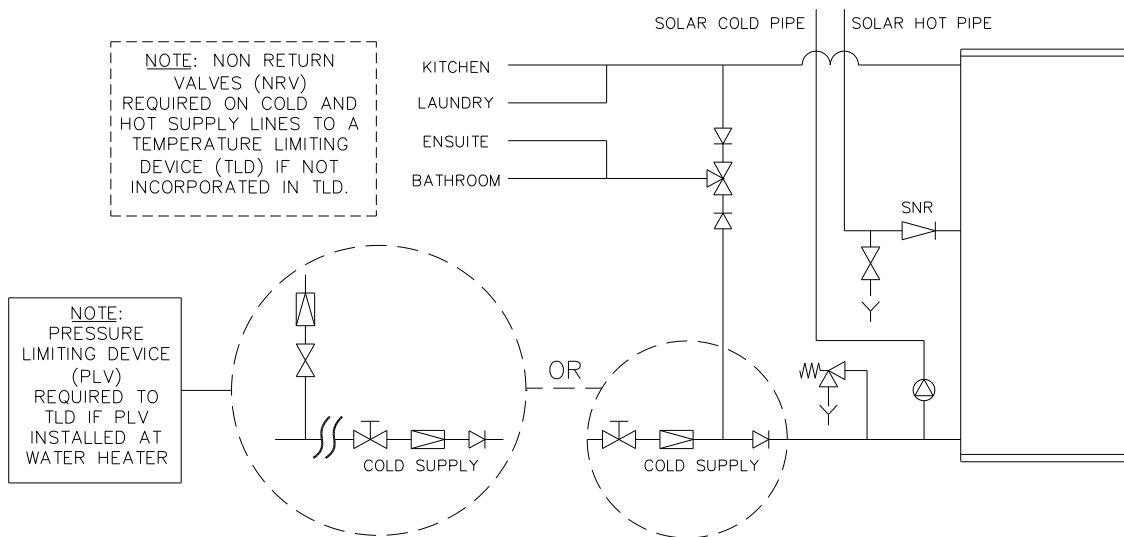 SOLAR COLD PIPE
SOLAR HOT PIPE
NOTE: NON RETURN
VALVES (NRV)
REQUIRED ON COLD AND
HOT SUPPLY LINES TO A
TEMPERATURE LIMITING
DEVICE (TLD) IF NOT
INCORPORATED IN TLD.
KITCHEN
LAUNDRY
ENSUITE
BATHROOM
SNR
NOTE:
PRESSURE
LIMITING DEVICE
(PLV)
REQUIRED TO
TLD IF PLV
INSTALLED AT
WATER HEATER
OR
COLD SUPPLY
COLD SUPPLY